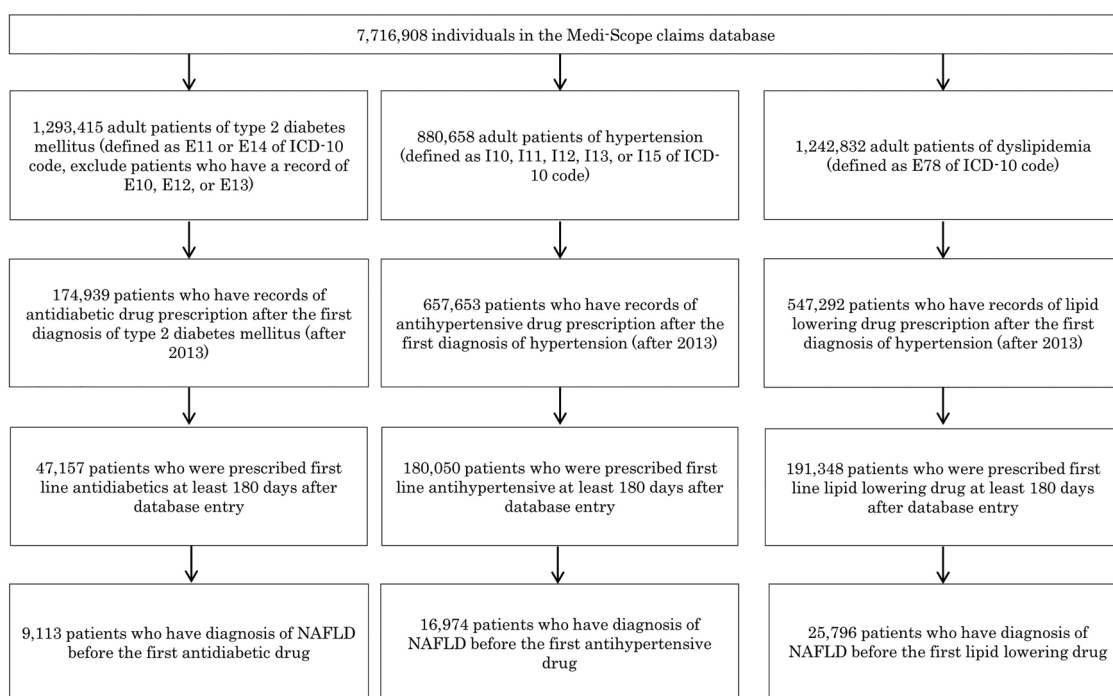 7,716,908 individuals in the Medi-Scope claims database
1,293,415 adult patients of type 2 diabetes
mellitus (defined as E11 or E14 of ICD-10
code, exclude patients who have a record of
E10, E12, or E13)
880,658 adult patients of hypertension
(defined as I10, I11, I12, I13, or I15 of ICD-
10 code)
1,242,832 adult patients of dyslipidemia
(defined as E78 of ICD-10 code)
174,939 patients who have records of
antidiabetic drug prescription after the first
diagnosis of type 2 diabetes mellitus (after
2013)
657,653 patients who have records of
antihypertensive drug prescription after the
first diagnosis of hypertension (after 2013)
547,292 patients who have records of lipid
lowering drug prescription after the first
diagnosis of hypertension (after 2013)
47,157 patients who were prescribed first
line antidiabetics at least 180 days after
database entry
180,050 patients who were prescribed first
line antihypertensive at least 180 days after
database entry
191,348 patients who were prescribed first
line lipid lowering drug at least 180 days
after database entry
9,113 patients who have diagnosis of NAFLD
before the first antidiabetic drug
16,974 patients who have diagnosis of
NAFLD before the first antihypertensive
drug
25,796 patients who have diagnosis of
NAFLD before the first lipid lowering drug